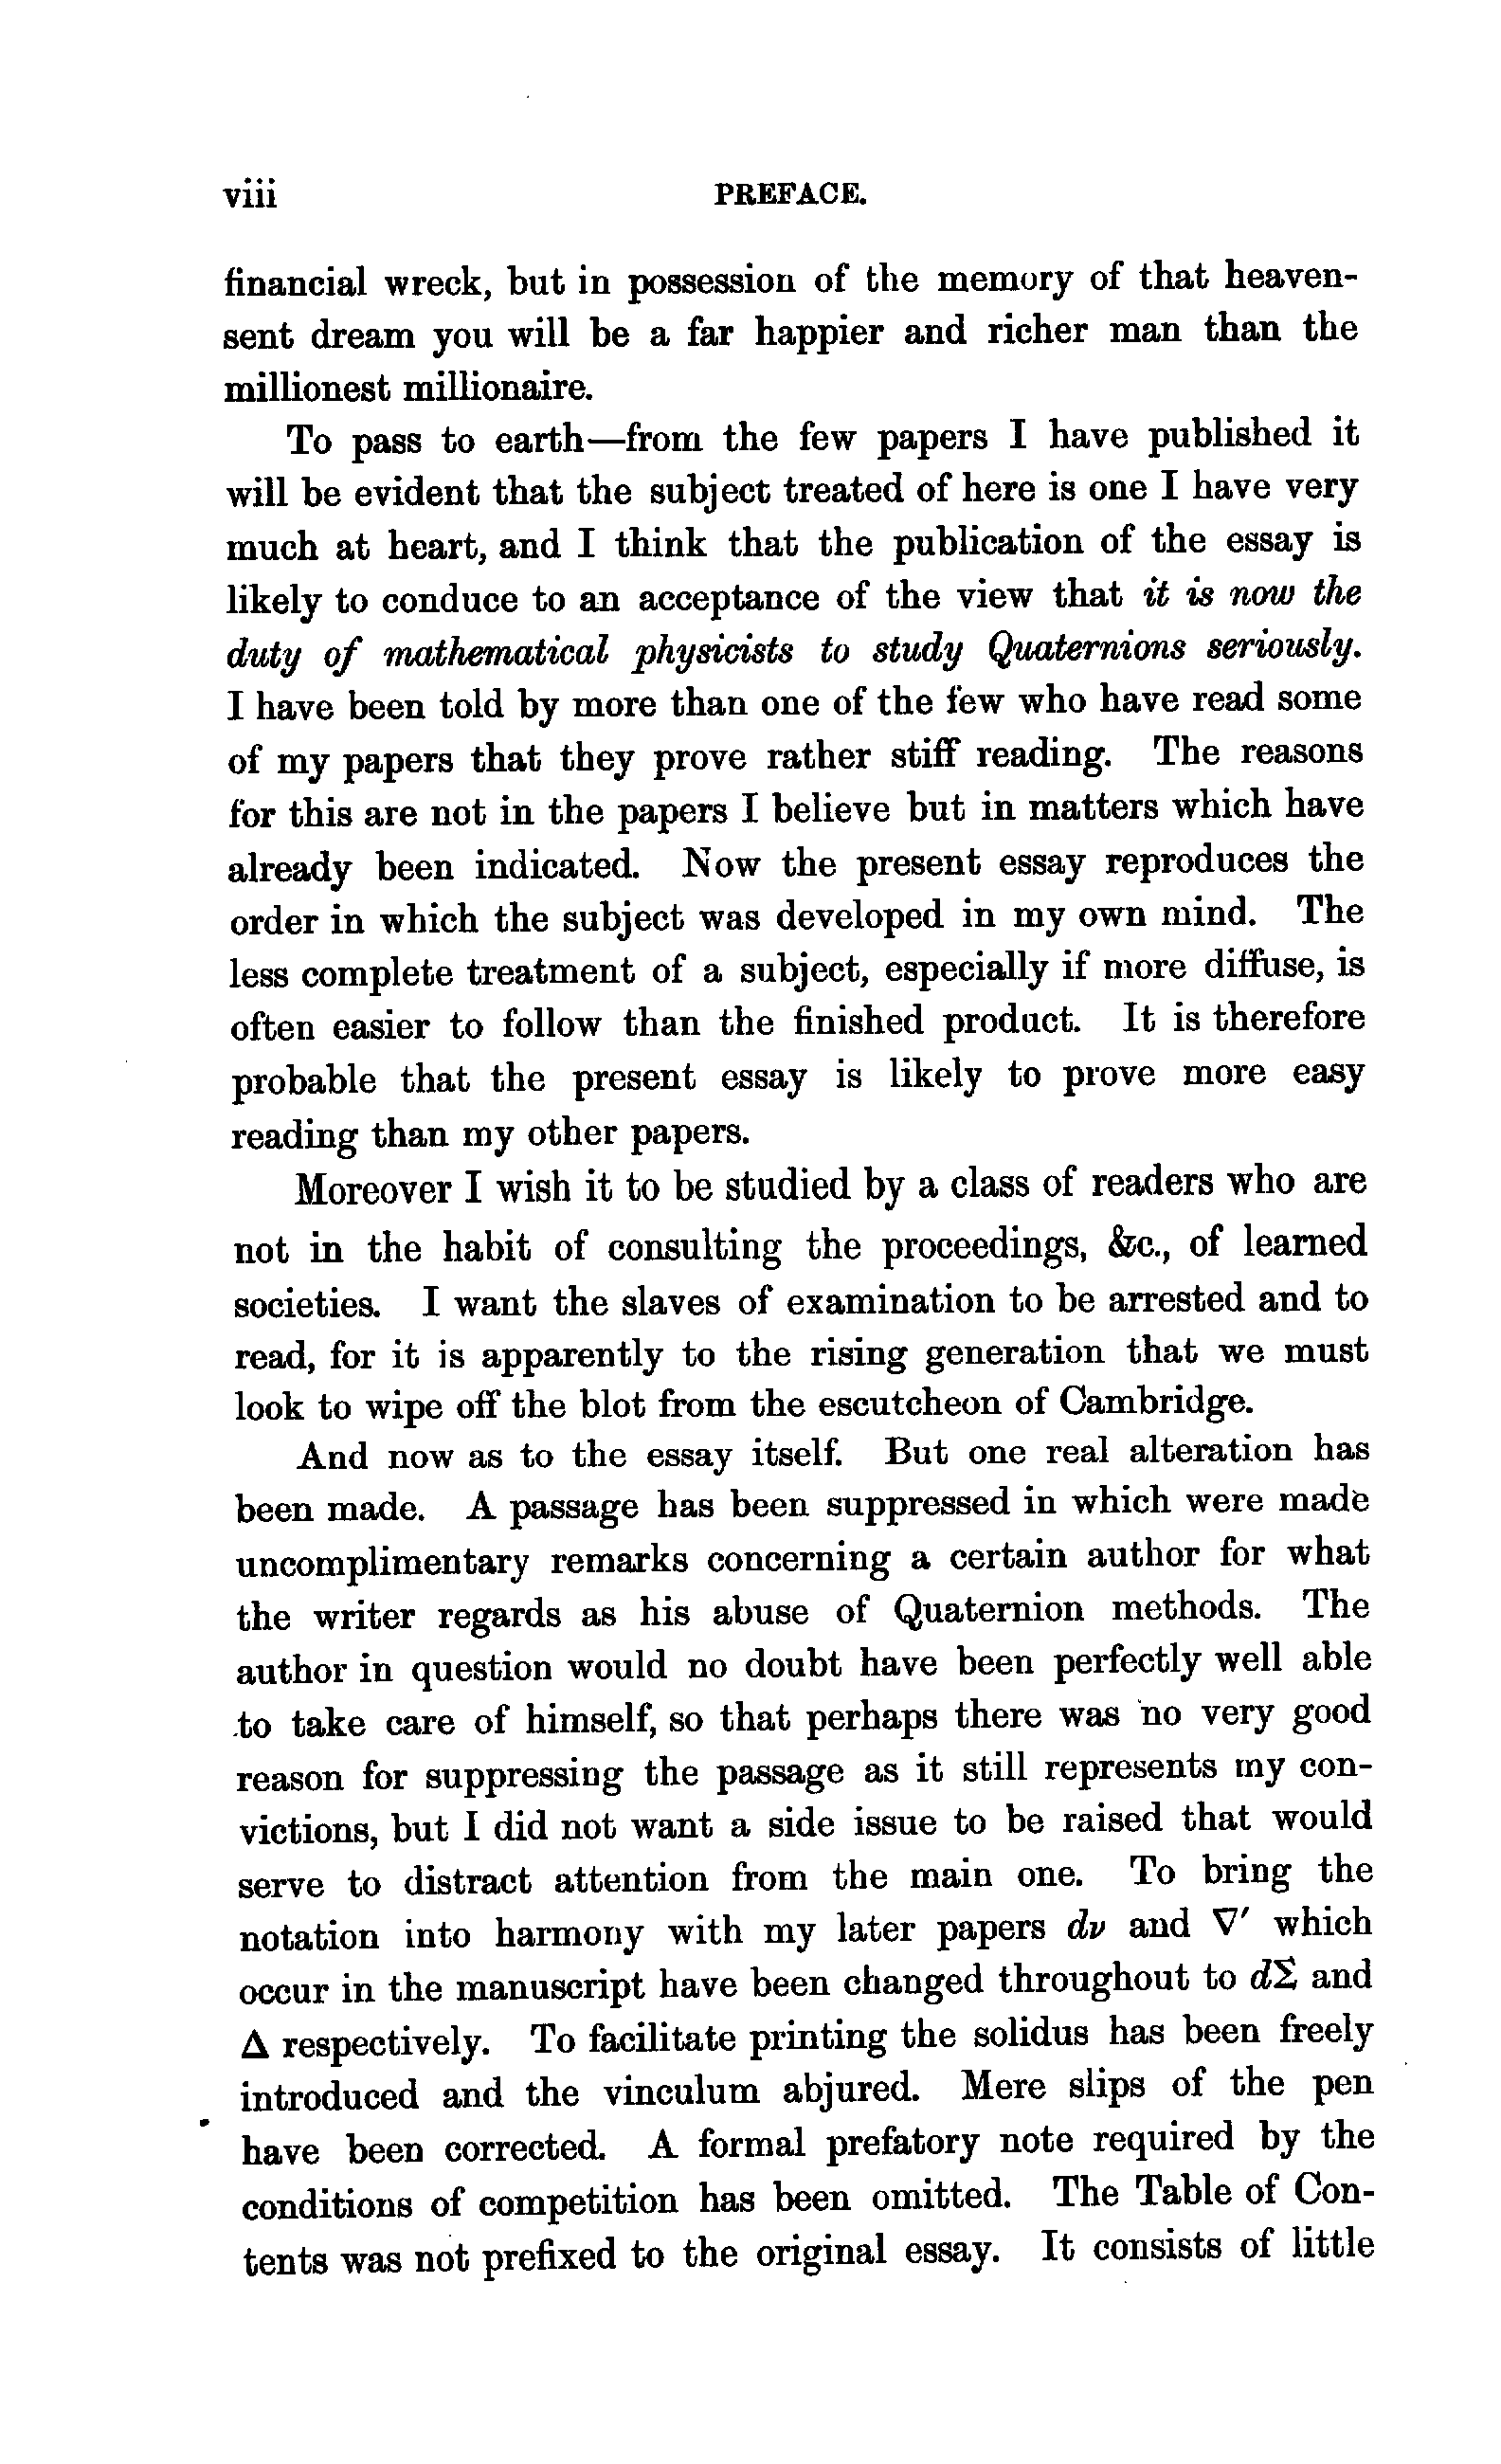 viii PREFACE.
financial wreck, but in possession of the memory of that heaven-
sent dream you will be a far happier and richer man than the
millionest millionaire.
To pass to earth—from the few papers I have published it
will be evident that the subject treated of here is one I have very
much at heart, and I think that the publication of the essay is
likely to conduce to an acceptance of the view that it is now the
duty of mathematical physicists to study Quaternions seriously.
I have been told by more than one of the few who have read some
of my papers that they prove rather stiff reading. The reasons
for this are not in the papers I believe but in matters which have
already been indicated. Now the present essay reproduces the
order in which the subject was developed in my own mind. The
less complete treatment of a subject, especially if more diffuse, is
often easier to follow than the finished product. It is therefore
probable that the present essay is likely to prove more easy
reading than my other papers.
Moreover I wish it to be studied by a class of readers who are
not in the habit of consulting the proceedings, &c., of learned
societies. I want the slaves of examination to be arrested and to
read, for it is apparently to the rising generation that we must
look to wipe off the blot from the escutcheon of Cambridge.
And now as to the essay itself. But one real alteration has
been made. A passage has been suppressed in which were made
uncomplimentary remarks concerning a certain author for what
the writer regards as his abuse of Quaternion methods. The
author in question would no doubt have been perfectly well able
to take care of himself, so that perhaps there was no very good
reason for suppressing the passage as it still represents my con-
victions, but I did not want a side issue to be raised that would
serve to distract attention from the main one. To bring the
notation into harmony with my later papers dν and ∇′ which
occur in the manuscript have been changed throughout to dΣ and
Δ respectively. To facilitate printing the solidus has been freely
introduced and the vinculum abjured. Mere slips of the pen
have been corrected. A formal prefatory note required by the
conditions of competition has been omitted. The Table of Con-
tents was not prefixed to the original essay. It consists of little